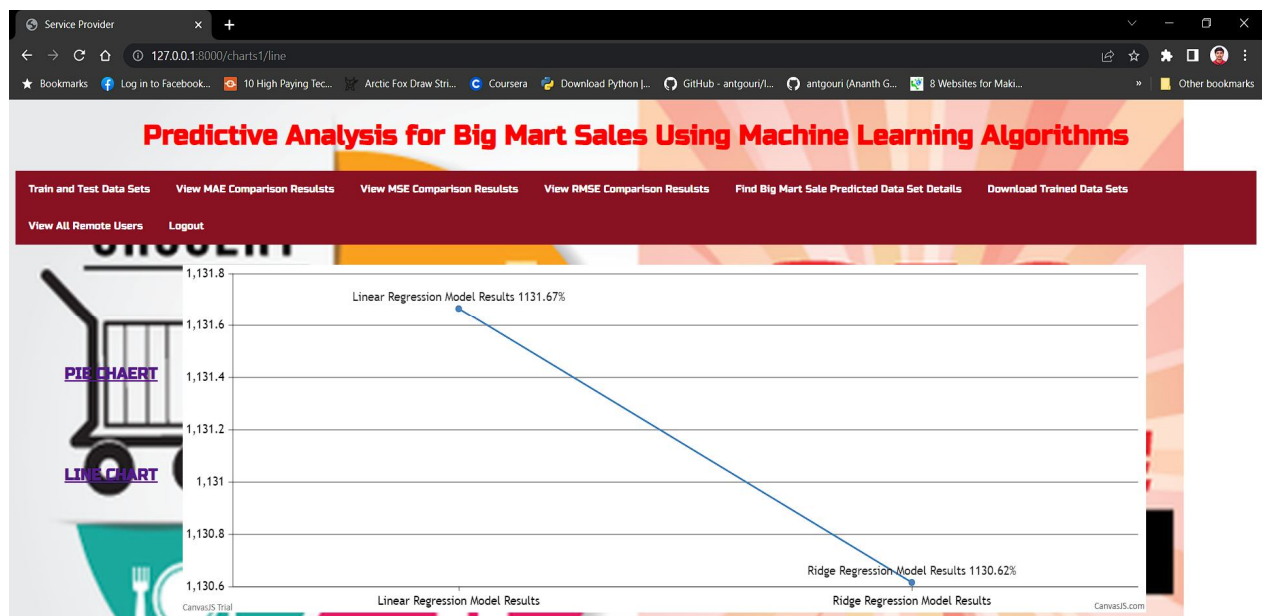 Service Provider
127.0.0.1:8000/charts1/line
Bookmarks Log in to Facebook... 10 High Paying Tec... Arctic Fox Draw Stri... Coursera Download Python |... GitHub - antgouri/I... antgouri (Ananth G... 8 Websites for Maki... » Other bookmarks
Predictive Analysis for Big Mart Sales Using Machine Learning Algorithms
Train and Test Data Sets View MAE Comparison Resulsts View MSE Comparison Resulsts View RMSE Comparison Resulsts Find Big Mart Sale Predicted Data Set Details Download Trained Data Sets
View All Remote Users Logout
1,131.8
Linear Regression Model Results 1131.67%
1,131.6
PIE CHAERT
1,131.4
1,131.2
LINE CHART
1,131
1,130.8
Ridge Regression Model Results 1130.62%
1,130.6
Linear Regression Model Results Ridge Regression Model Results
CanvasJS Trial CanvasJS.com